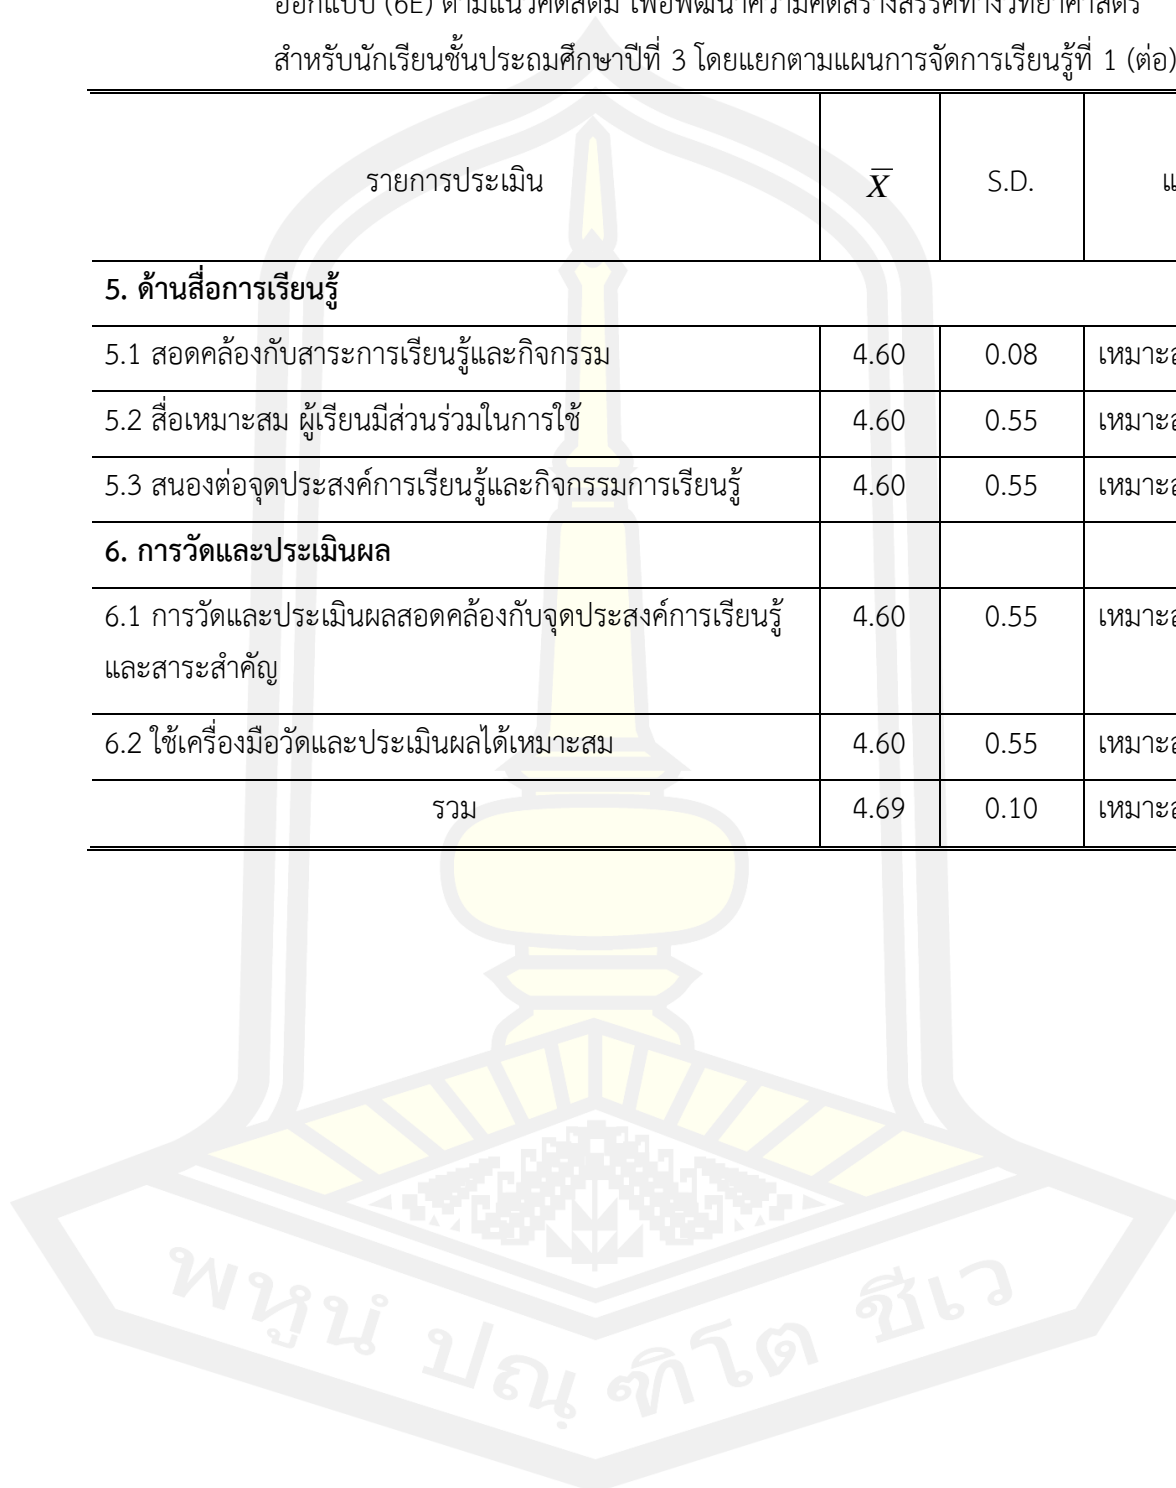 ออกแบบ (6E) ตามแนวคิดสตีม เพื่อพัฒนาความคิดสร้างสรรค์ทางวิทยาศาสตร์
สำหรับนักเรียนชั้นประถมศึกษาปีที่ 3 โดยแยกตามแผนการจัดการเรียนรู้ที่ 1 (ต่อ)
รายการประเมิน X̄ S.D.
5. ด้านสื่อการเรียนรู้
5.1 สอดคล้องกับสาระการเรียนรู้และกิจกรรม 4.60 0.08
5.2 สื่อเหมาะสม ผู้เรียนมีส่วนร่วมในการใช้ 4.60 0.55
5.3 สนองต่อจุดประสงค์การเรียนรู้และกิจกรรมการเรียนรู้ 4.60 0.55
6. การวัดและประเมินผล
6.1 การวัดและประเมินผลสอดคล้องกับจุดประสงค์การเรียนรู้ 4.60 0.55
และสาระสำคัญ
6.2 ใช้เครื่องมือวัดและประเมินผลได้เหมาะสม 4.60 0.55
รวม 4.69 0.10
พหูนํ ปณฺฑิโต ชีเว